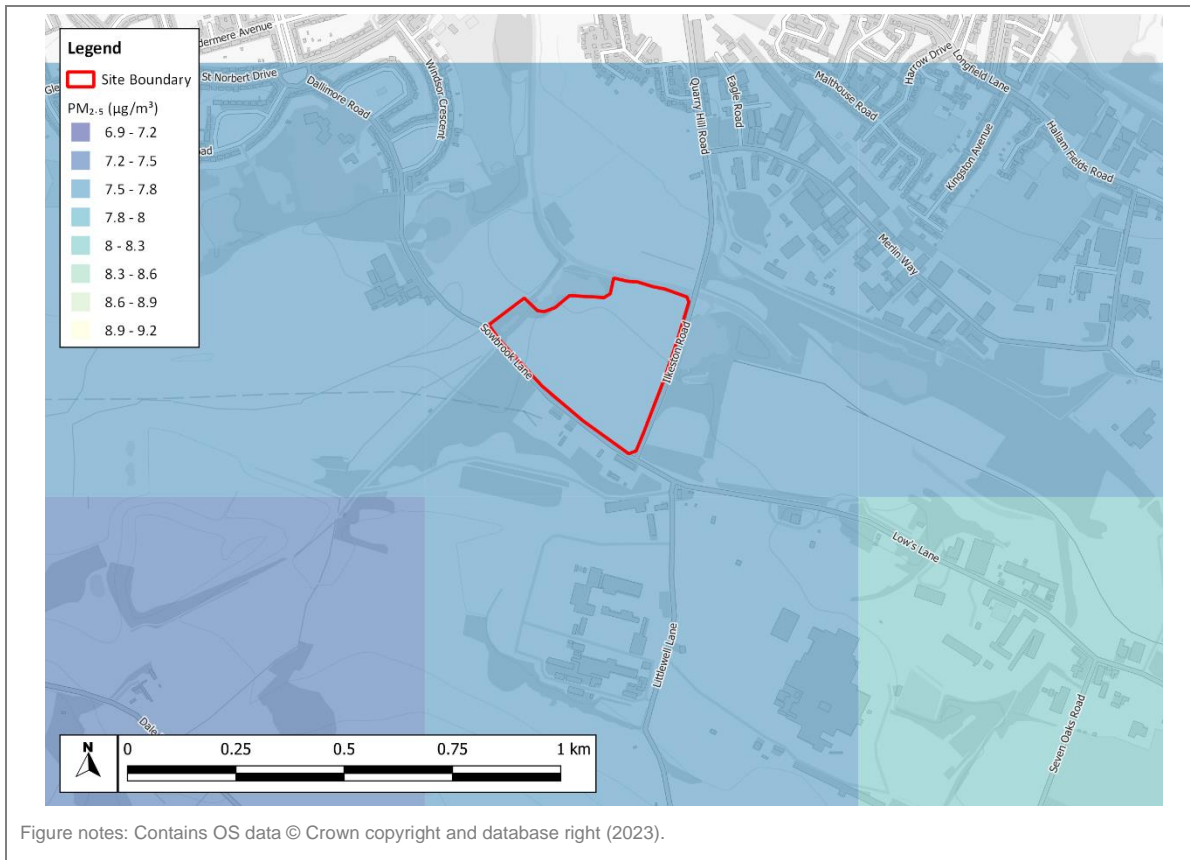 Legend
Site Boundary
PM2.5 (µg/m³)
6.9 - 7.2
7.2 - 7.5
7.5 - 7.8
7.8 - 8
8 - 8.3
8.3 - 8.6
8.6 - 8.9
8.9 - 9.2
dermere Avenue
St Norbert Drive
Dallimore Road
Windsor Crescent
Quarry Hill Road
Eagle Road
Malthouse Road
Harrow Drive
Longfield Lane
Hallam Fields Road
Kingston Avenue
Merlin Way
Sowbrook Lane
Ilkeston Road
Low's Lane
Littlewell Lane
Seven Oaks Road
Dale
N
0 0.25 0.5 0.75 1 km
Figure notes: Contains OS data © Crown copyright and database right (2023).